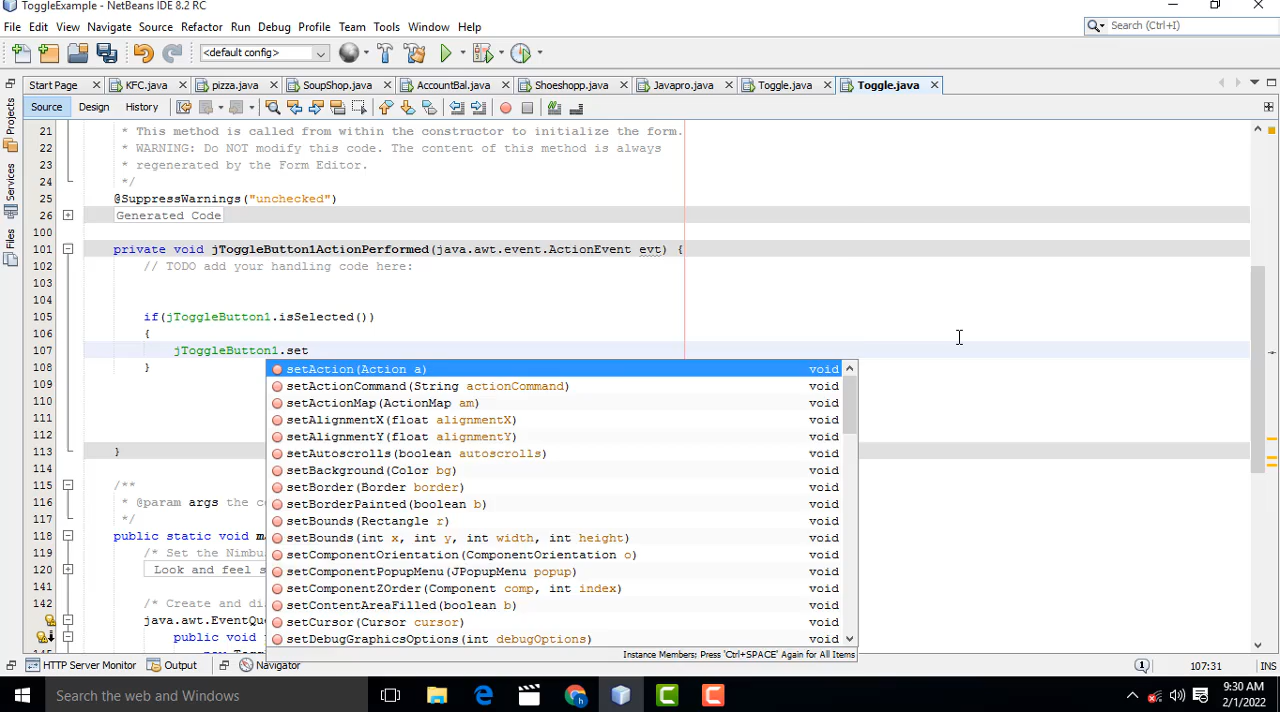 ToggleExample - NetBeans IDE 8.2 RC
File Edit View Navigate Source Refactor Run Debug Profile Team Tools Window Help
Search (Ctrl+I)
<default config>
Start Page KFC.java pizza.java SoupShop.java AccountBal.java Shoeshopp.java Javapro.java Toggle.java Toggle.java
Source Design History
Projects
Services
Files
21 * This method is called from within the constructor to initialize the form.
22 * WARNING: Do NOT modify this code. The content of this method is always
23 * regenerated by the Form Editor.
24 */
25 @SuppressWarnings("unchecked")
26 Generated Code
100
101 private void jToggleButton1ActionPerformed(java.awt.event.ActionEvent evt) {
102 // TODO add your handling code here:
103
104
105 if(jToggleButton1.isSelected())
106 {
107 jToggleButton1.set
108 }
109
110
111
112
113 }
114
115 /**
116 * @param args the co
117 */
118 public static void ma
119 /* Set the Nimbu
120 Look and feel s
141
142 /* Create and di
java.awt.EventQue
public void
setAction(Action a) void
setActionCommand(String actionCommand) void
setActionMap(ActionMap am) void
setAlignmentX(float alignmentX) void
setAlignmentY(float alignmentY) void
setAutoscrolls(boolean autoscrolls) void
setBackground(Color bg) void
setBorder(Border border) void
setBorderPainted(boolean b) void
setBounds(Rectangle r) void
setBounds(int x, int y, int width, int height) void
setComponentOrientation(ComponentOrientation o) void
setComponentPopupMenu(JPopupMenu popup) void
setComponentZOrder(Component comp, int index) void
setContentAreaFilled(boolean b) void
setCursor(Cursor cursor) void
setDebugGraphicsOptions(int debugOptions) void
Instance Members; Press 'Ctrl+SPACE' Again for All Items
HTTP Server Monitor Output Navigator 1 107:31 INS
Search the web and Windows
9:30 AM
2/1/2022